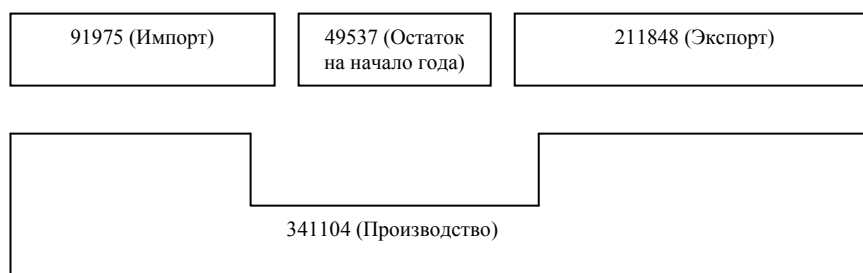 91975 (Импорт)
49537 (Остаток
на начало года)
211848 (Экспорт)
341104 (Производство)